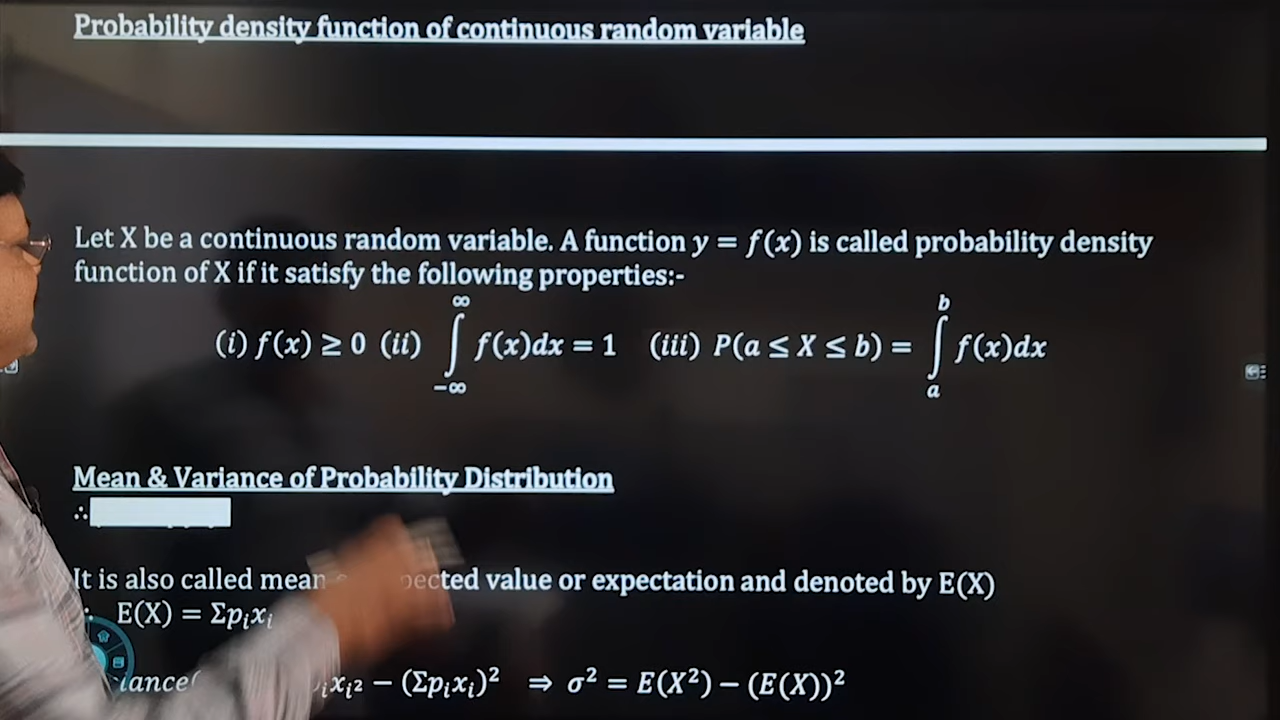 Probability density function of continuous random variable
Let X be a continuous random variable. A function y = f(x) is called probability density
function of X if it satisfy the following properties:-
(i) f(x) ≥ 0 (ii) ∫_{-∞}^{∞} f(x)dx = 1 (iii) P(a ≤ X ≤ b) = ∫_{a}^{b} f(x)dx
Mean & Variance of Probability Distribution
∴
It is also called mean value or expectation and denoted by E(X)
E(X) = Σp_i x_i
x_i² − (Σp_i x_i)² ⇒ σ² = E(X²) − (E(X))²